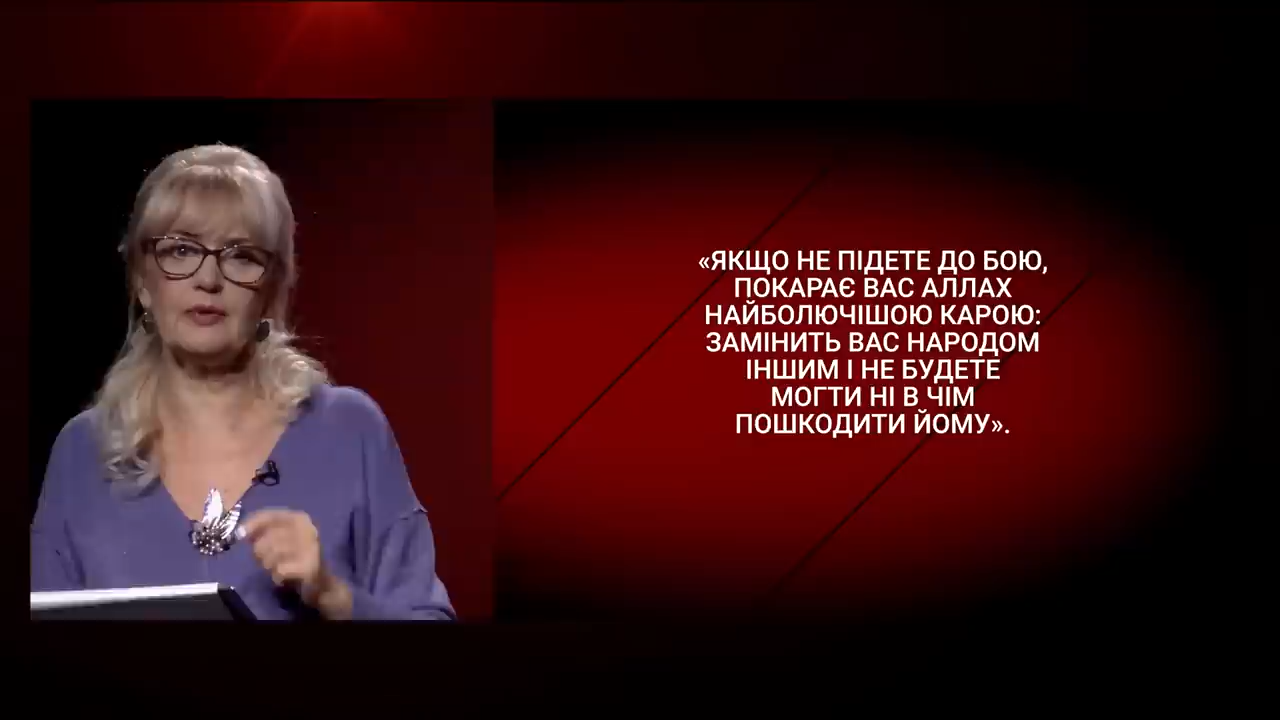 «ЯКЩО НЕ ПІДЕТЕ ДО БОЮ,
ПОКАРАЄ ВАС АЛЛАХ
НАЙБОЛЮЧІШОЮ КАРОЮ:
ЗАМІНИТЬ ВАС НАРОДОМ
ІНШИМ І НЕ БУДЕТЕ
МОГТИ НІ В ЧІМ
ПОШКОДИТИ ЙОМУ».